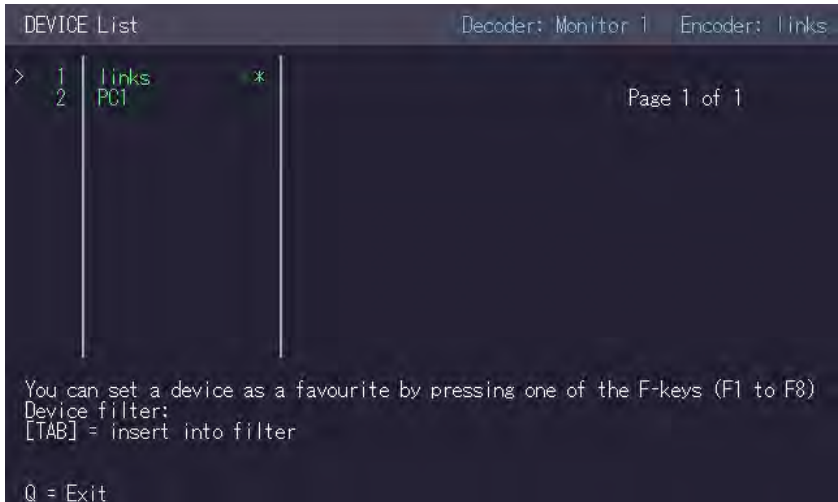 DEVICE List Decoder: Monitor 1 Encoder: links
> 1 links *
2 PC1
Page 1 of 1
You can set a device as a favourite by pressing one of the F-keys (F1 to F8)
Device filter:
[TAB] = insert into filter
Q = Exit